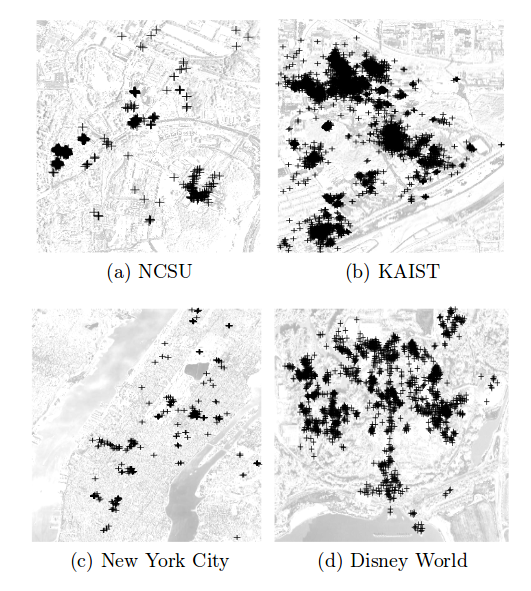 (a) NCSU
(b) KAIST
(c) New York City
(d) Disney World